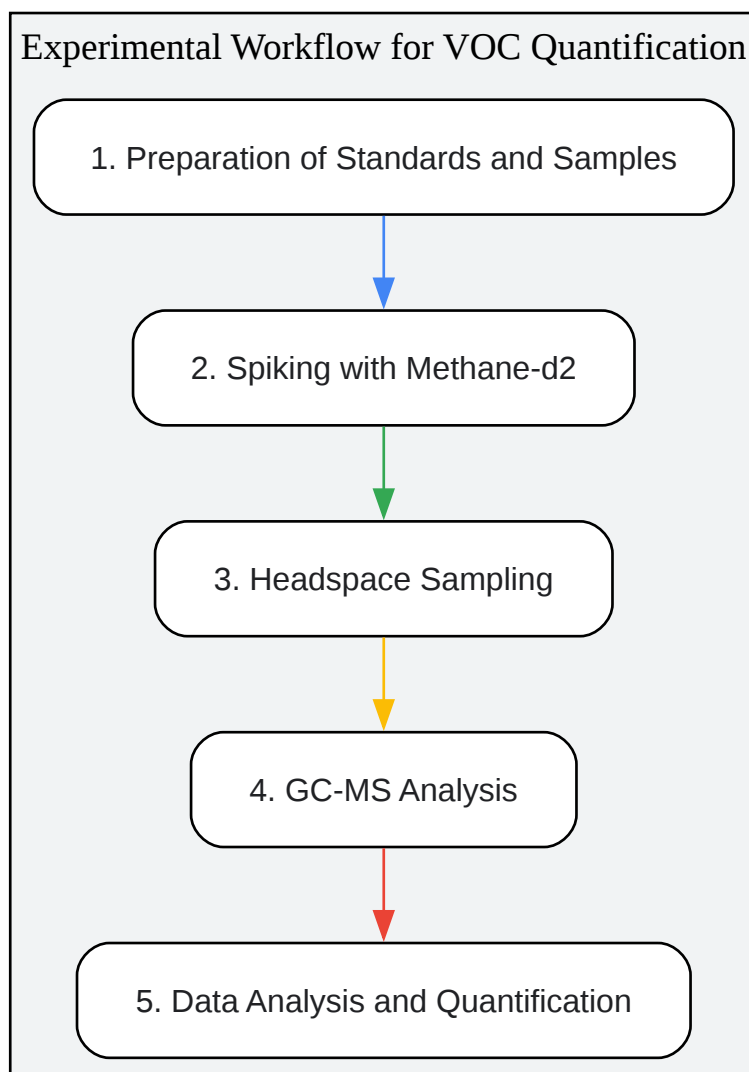 Experimental Workflow for VOC Quantification
1. Preparation of Standards and Samples
2. Spiking with Methane-d2
3. Headspace Sampling
4. GC-MS Analysis
5. Data Analysis and Quantification